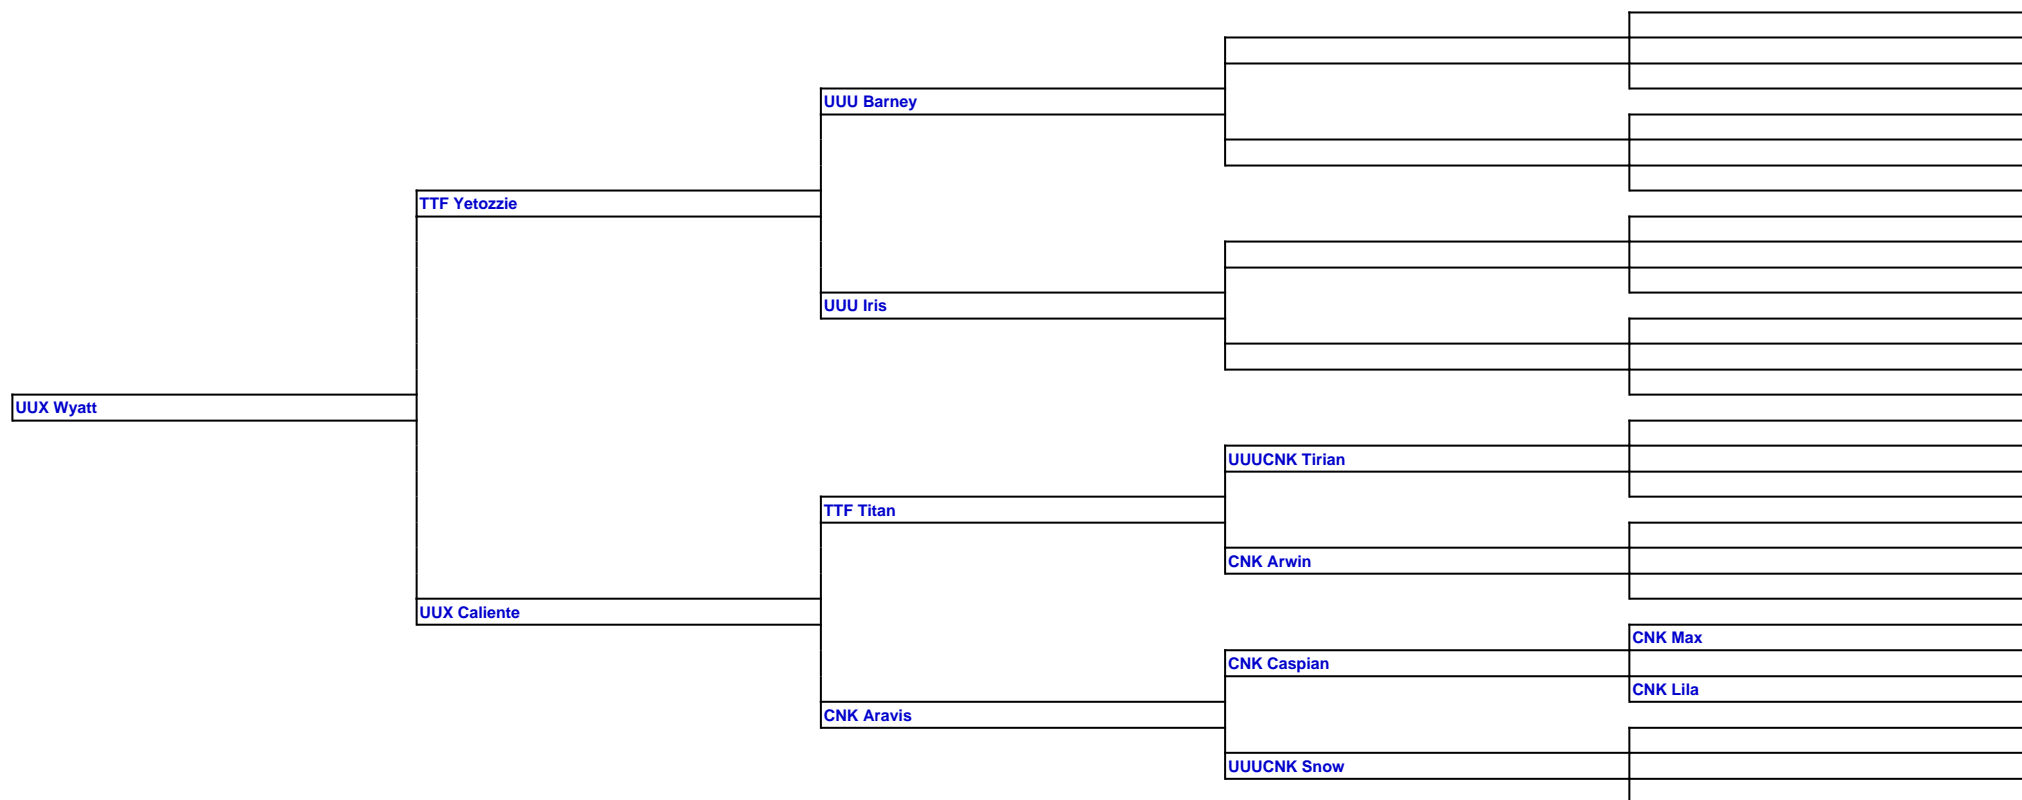 UUU Barney
TTF Yetozzie
UUU Iris
UUX Wyatt
UUUCNK Tirian
TTF Titan
CNK Arwin
UUX Caliente
CNK Max
CNK Caspian
CNK Lila
CNK Aravis
UUUCNK Snow